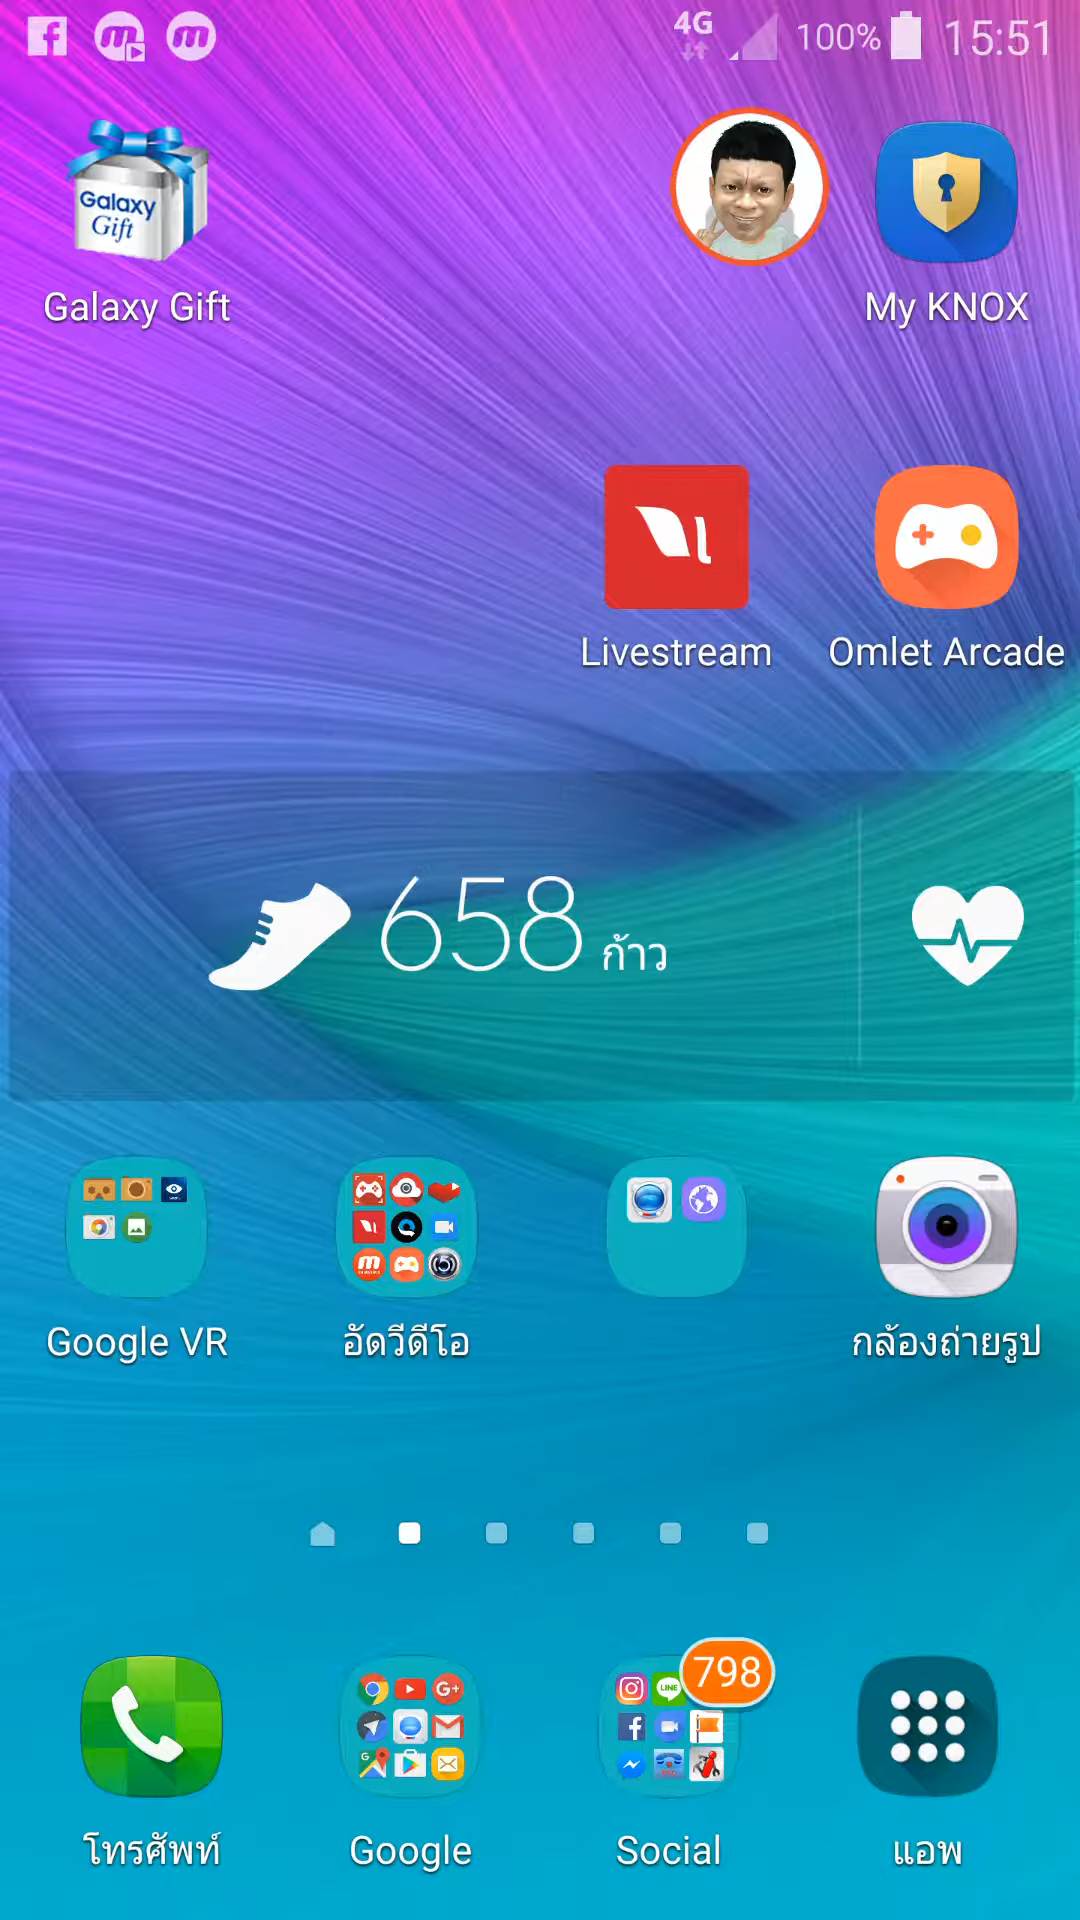 4G 100% 15:51
Galaxy Gift
Galaxy Gift
My KNOX
Livestream
Omlet Arcade
658 ก้าว
Google VR
อัดวีดีโอ
กล้องถ่ายรูป
LINE
798
โทรศัพท์
Google
Social
แอพ